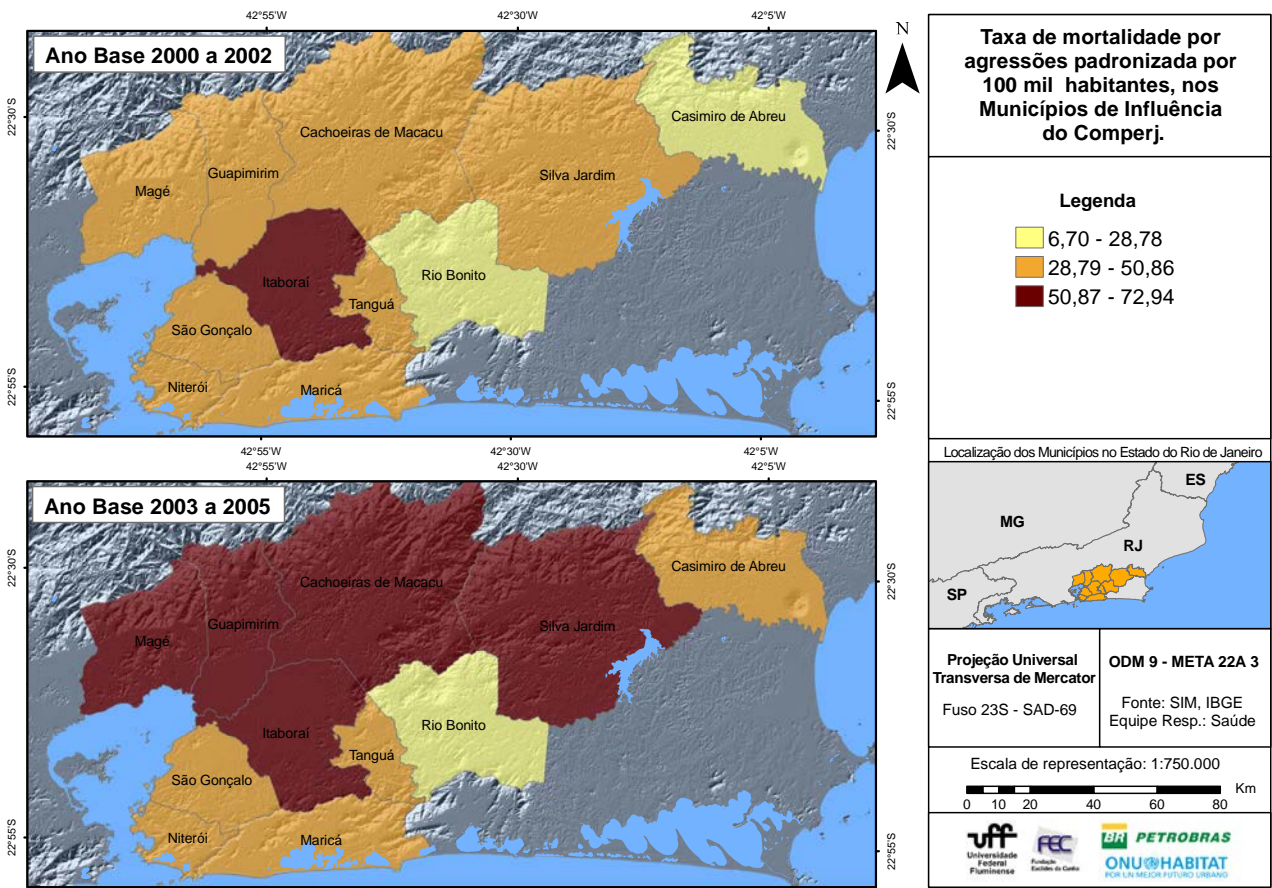 42°55'W
42°30'W
42°5'W
Ano Base 2000 a 2002
22°30'S
22°30'S
Casimiro de Abreu
Cachoeiras de Macacu
Guapimirim
Silva Jardim
Magé
Itaboraí
Rio Bonito
Tanguá
São Gonçalo
Niterói
Maricá
22°55'S
22°55'S
42°55'W
42°30'W
42°5'W
42°55'W
42°30'W
42°5'W
Ano Base 2003 a 2005
22°30'S
22°30'S
Casimiro de Abreu
Cachoeiras de Macacu
Guapimirim
Silva Jardim
Magé
Itaboraí
Rio Bonito
Tanguá
São Gonçalo
Niterói
Maricá
22°55'S
22°55'S
N
Taxa de mortalidade por
agressões padronizada por
100 mil habitantes, nos
Municípios de Influência
do Comperj.
Legenda
6,70 - 28,78
28,79 - 50,86
50,87 - 72,94
Localização dos Municípios no Estado do Rio de Janeiro
ES
MG
RJ
SP
Projeção Universal
Transversa de Mercator
Fuso 23S - SAD-69
ODM 9 - META 22A 3
Fonte: SIM, IBGE
Equipe Resp.: Saúde
Escala de representação: 1:750.000
Km
0 10 20 40 60 80
uff
Universidade
Federal
Fluminense
FEC
Fundação
Euclides da Cunha
BR PETROBRAS
ONU HABITAT
POR UN MEJOR FUTURO URBANO